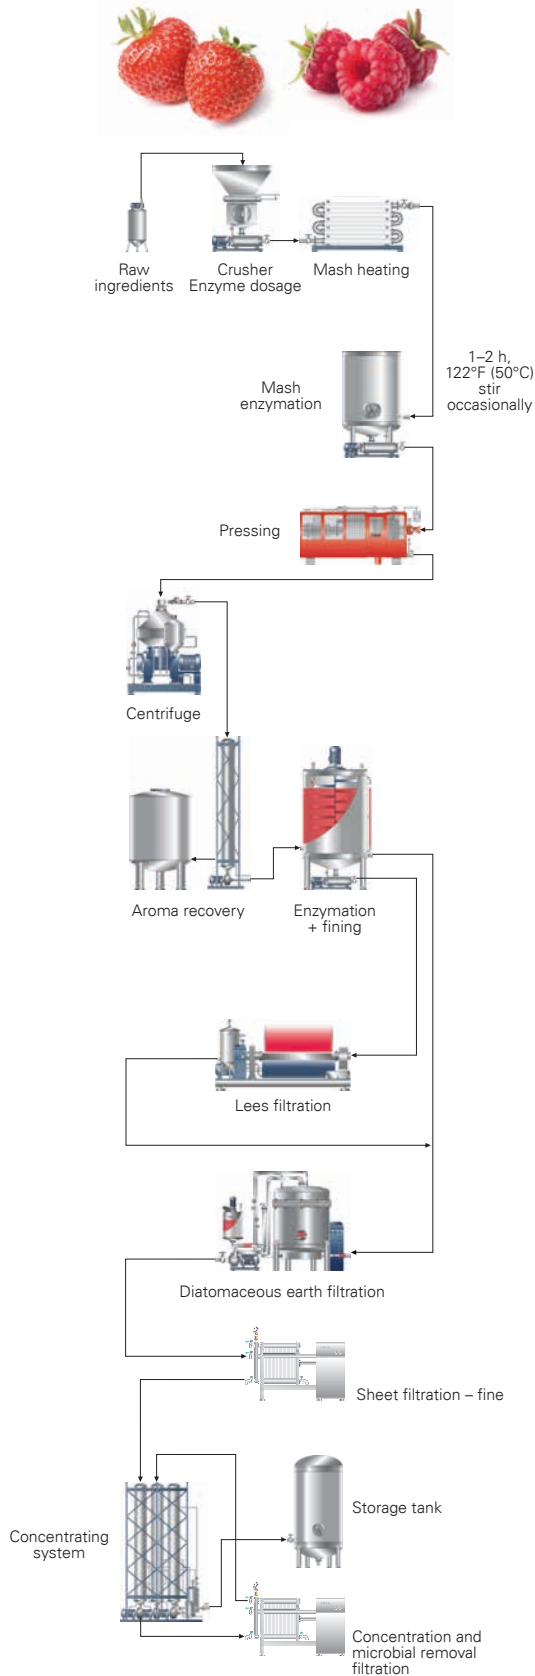 Raw
ingredients
Crusher
Enzyme dosage
Mash heating
1–2 h,
122°F (50°C)
stir
occasionally
Mash
enzymation
Pressing
Centrifuge
Aroma recovery
Enzymation
+ fining
Lees filtration
Diatomaceous earth filtration
Sheet filtration – fine
Storage tank
Concentrating
system
Concentration and
microbial removal
filtration